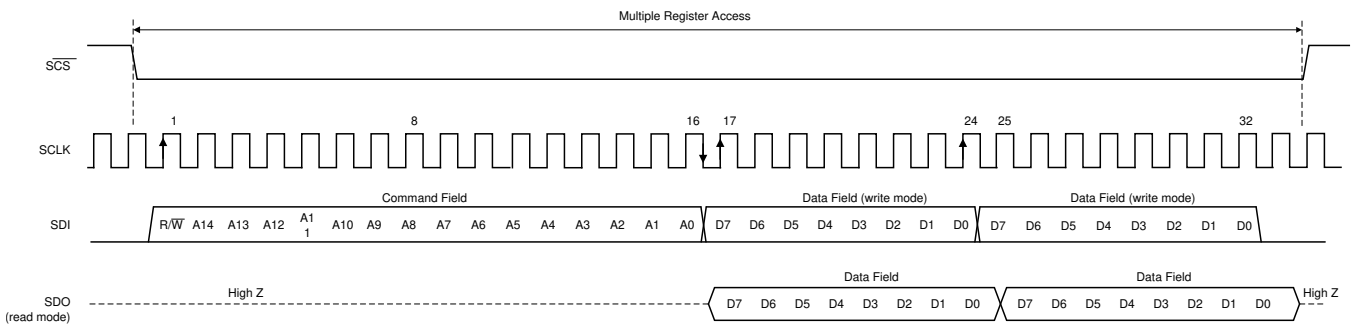 Multiple Register Access
SCS
1 8 16 17 24 25 32
SCLK
Command Field Data Field (write mode) Data Field (write mode)
SDI R/W A14 A13 A12 A1 A10 A9 A8 A7 A6 A5 A4 A3 A2 A1 A0 D7 D6 D5 D4 D3 D2 D1 D0 D7 D6 D5 D4 D3 D2 D1 D0
1
Data Field Data Field
High Z High Z
SDO D7 D6 D5 D4 D3 D2 D1 D0 D7 D6 D5 D4 D3 D2 D1 D0
(read mode)